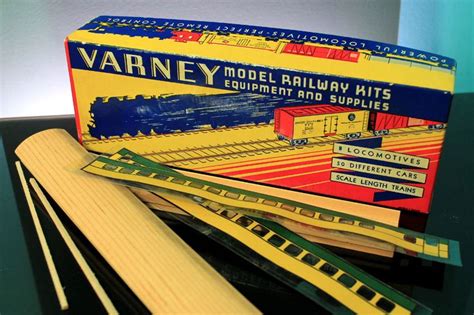 POWERFUL LOCOMOTIVES-PERFECT REMOTE CONTROL
VARNEY MODEL RAILWAY KITS
EQUIPMENT AND SUPPLIES
8 LOCOMOTIVES
30 DIFFERENT CARS
SCALE LENGTH TRAINS